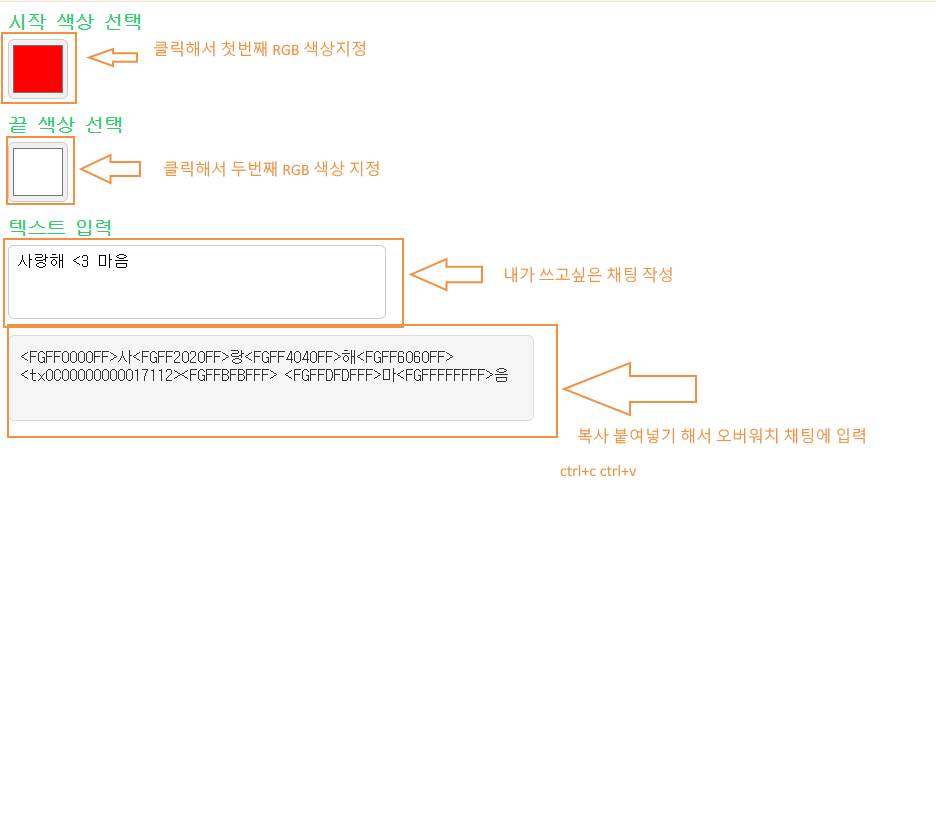 시작 색상 선택
클릭해서 첫번째 RGB 색상지정
끝 색상 선택
클릭해서 두번째 RGB 색상 지정
텍스트 입력
사랑해 <3 마음
내가 쓰고싶은 채팅 작성
<FGFF0000FF>사<FGFF2020FF>랑<FGFF4040FF>해<FGFF6060FF>
<tx0C00000000017112><FGFFBFBFFF> <FGFFDFDFFF>마<FGFFFFFFFF>음
복사 붙여넣기 해서 오버워치 채팅에 입력
ctrl+c ctrl+v